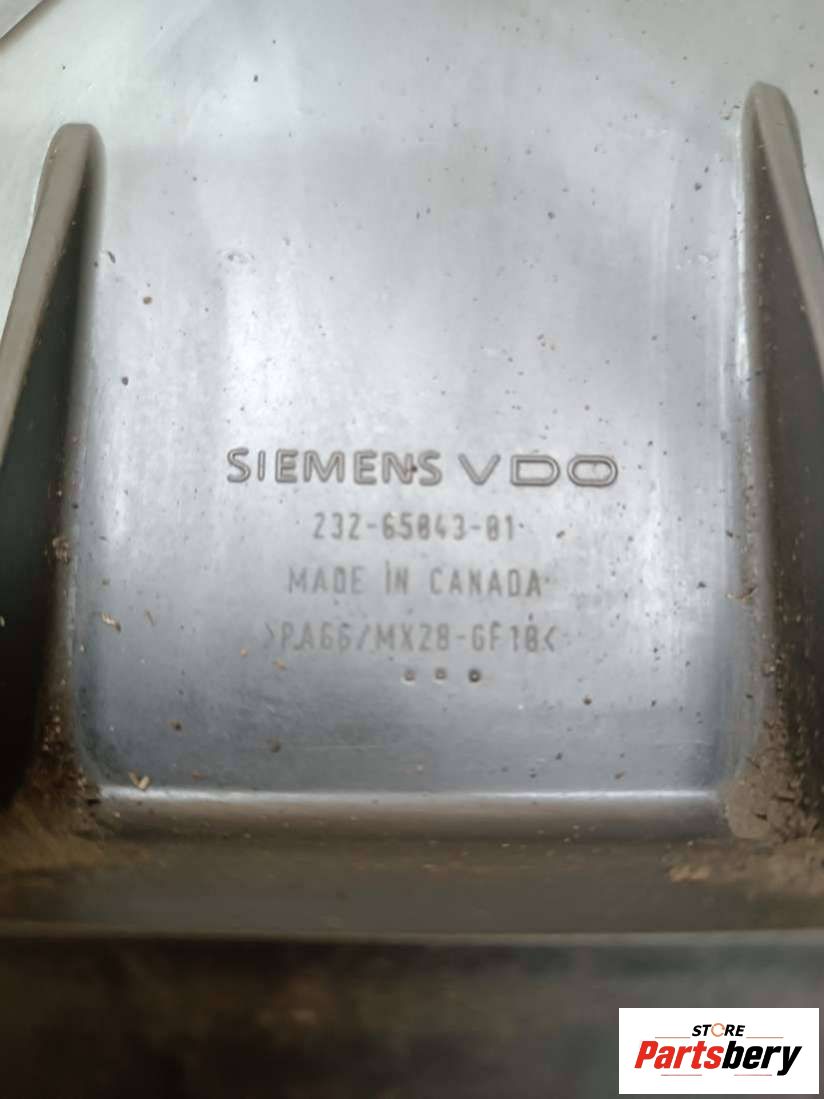 SIEMENS VDO
232-65043-01
MADE IN CANADA
>PA66/MX28-GF18<
STORE
Partsbery